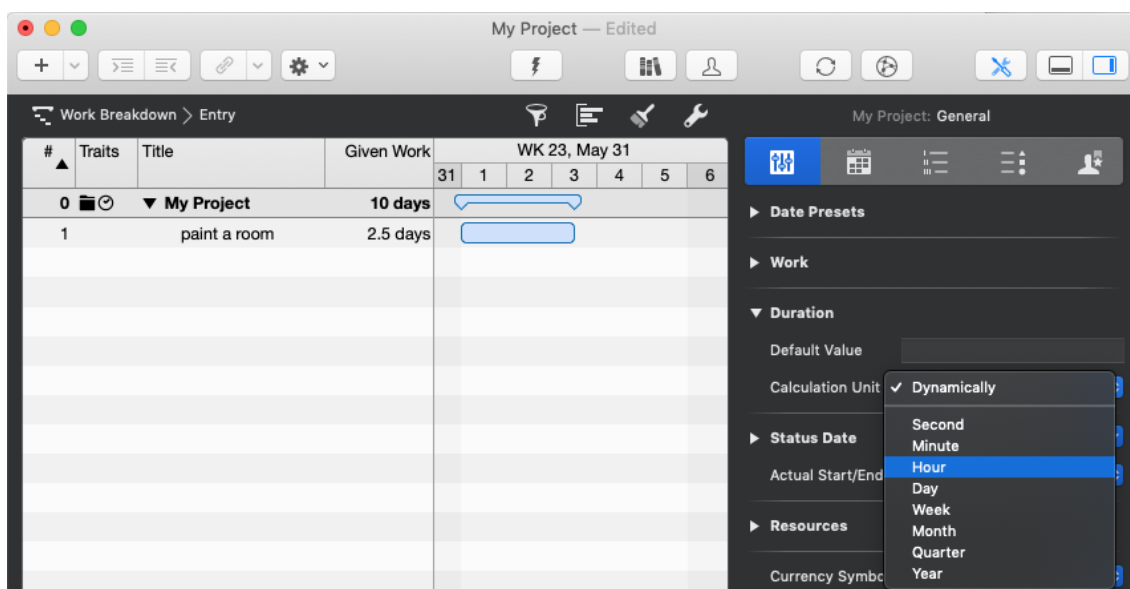 My Project — Edited
Work Breakdown > Entry
My Project: General
# Traits Title Given Work WK 23, May 31
31 1 2 3 4 5 6
0 ▼ My Project 10 days
1 paint a room 2.5 days
▶ Date Presets
▶ Work
▼ Duration
Default Value
Calculation Unit ✓ Dynamically
Second
Minute
Hour
Day
Week
Month
Quarter
Year
▶ Status Date
Actual Start/End
▶ Resources
Currency Symbo